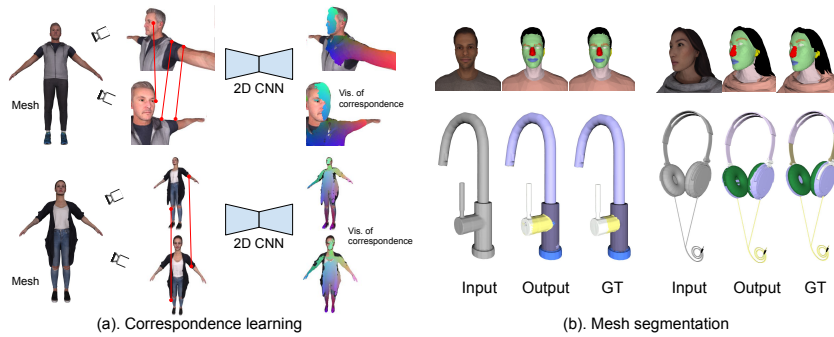 Mesh
2D CNN
Vis. of
correspondence
Mesh
2D CNN
Vis. of
correspondence
(a). Correspondence learning
Input Output GT Input Output GT
(b). Mesh segmentation